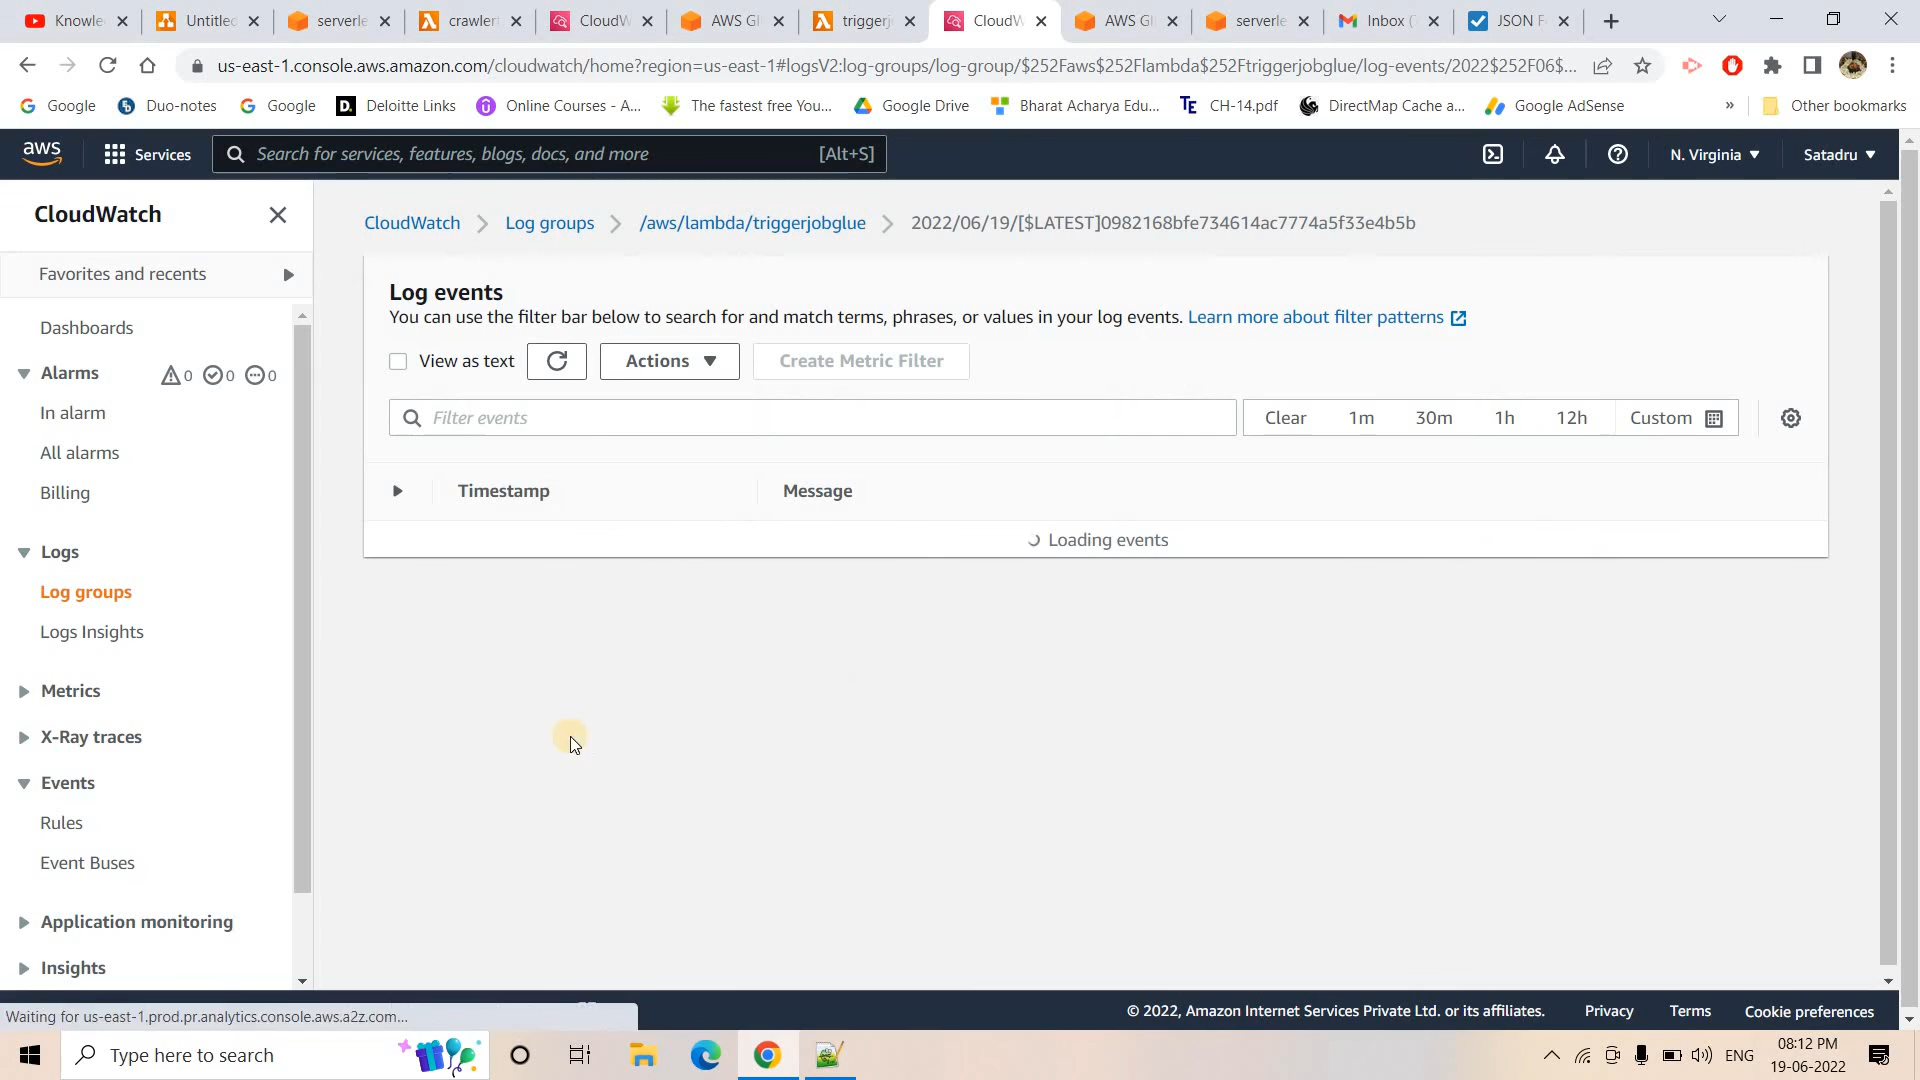 Knowle
Untitled
serverle
crawler
CloudW
AWS Gl
triggerj
CloudW
AWS Gl
serverle
Inbox (
JSON F
us-east-1.console.aws.amazon.com/cloudwatch/home?region=us-east-1#logsV2:log-groups/log-group/$252Faws$252Flambda$252Ftriggerjobglue/log-events/2022$252F06$...
Google
Duo-notes
Google
D.
Deloitte Links
Online Courses - A...
The fastest free You...
Google Drive
Bharat Acharya Edu...
TE
CH-14.pdf
DirectMap Cache a...
Google AdSense
»
Other bookmarks
aws
Services
Search for services, features, blogs, docs, and more
[Alt+S]
N. Virginia
Satadru
CloudWatch
Favorites and recents
Dashboards
Alarms
0
0
0
In alarm
All alarms
Billing
Logs
Log groups
Logs Insights
Metrics
X-Ray traces
Events
Rules
Event Buses
Application monitoring
Insights
CloudWatch
Log groups
/aws/lambda/triggerjobglue
2022/06/19/[$LATEST]0982168bfe734614ac7774a5f33e4b5b
Log events
You can use the filter bar below to search for and match terms, phrases, or values in your log events. Learn more about filter patterns
View as text
Actions
Create Metric Filter
Filter events
Clear
1m
30m
1h
12h
Custom
Timestamp
Message
Loading events
Waiting for us-east-1.prod.pr.analytics.console.aws.a2z.com...
© 2022, Amazon Internet Services Private Ltd. or its affiliates.
Privacy
Terms
Cookie preferences
Type here to search
ENG
08:12 PM
19-06-2022